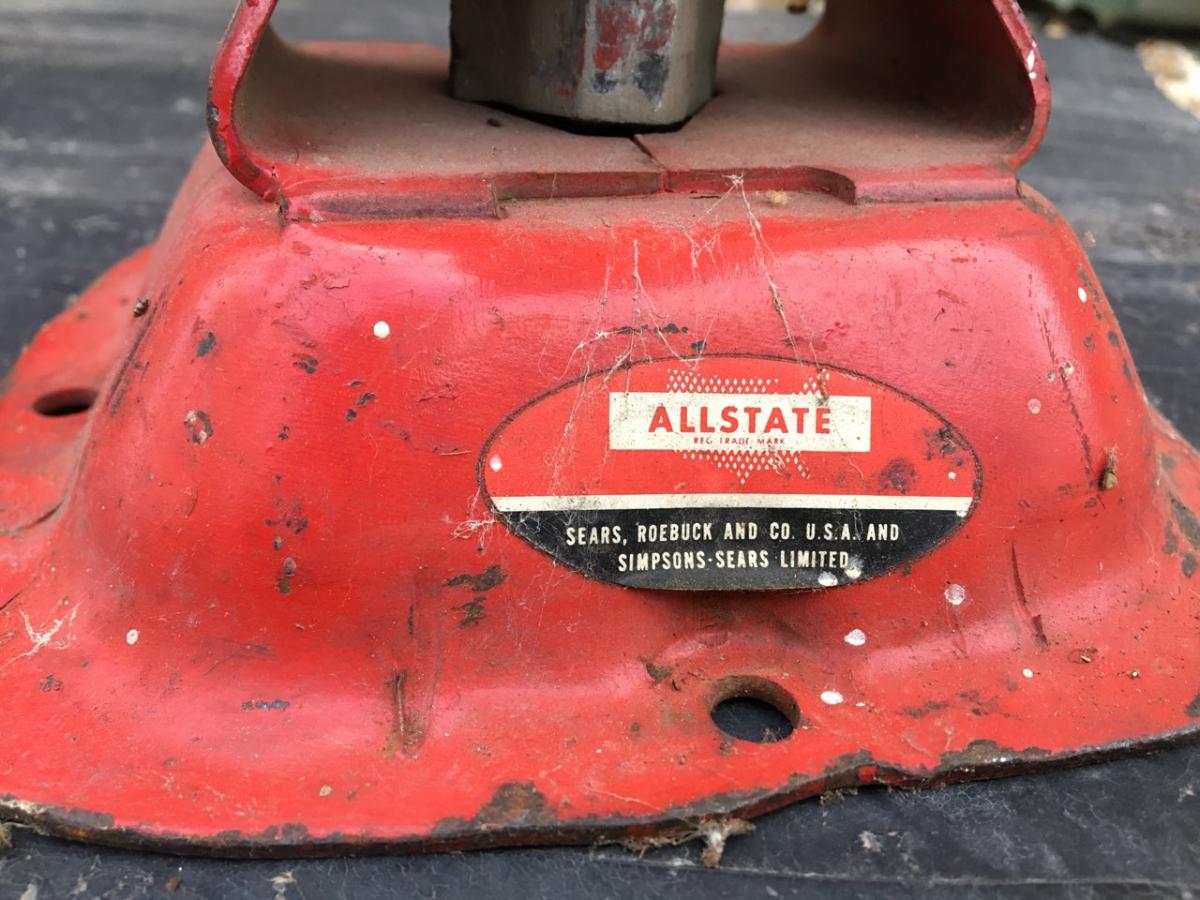 ALLSTATE
REG TRADE MARK
SEARS, ROEBUCK AND CO. U.S.A. AND
SIMPSONS-SEARS LIMITED